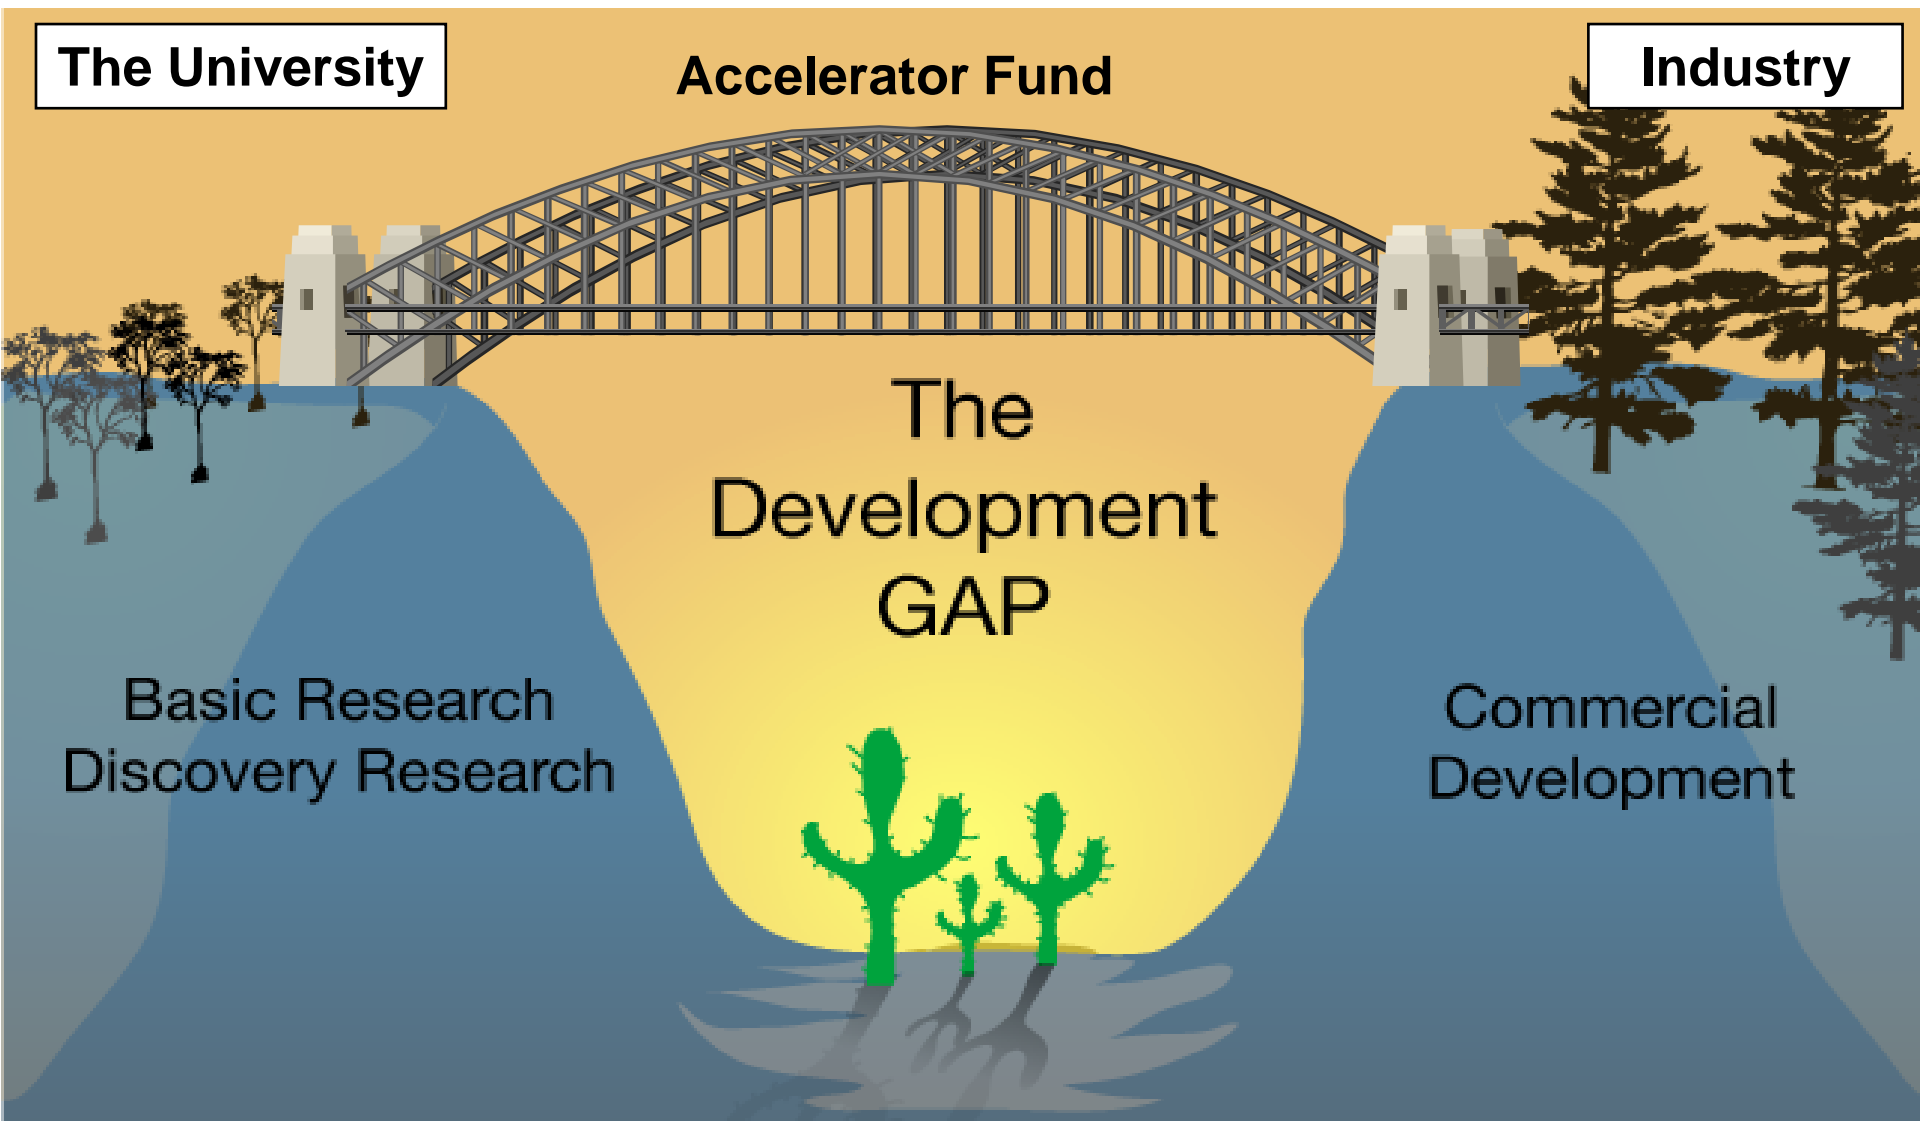 The University
Accelerator Fund
Industry
The
Development
GAP
Basic Research
Discovery Research
Commercial
Development